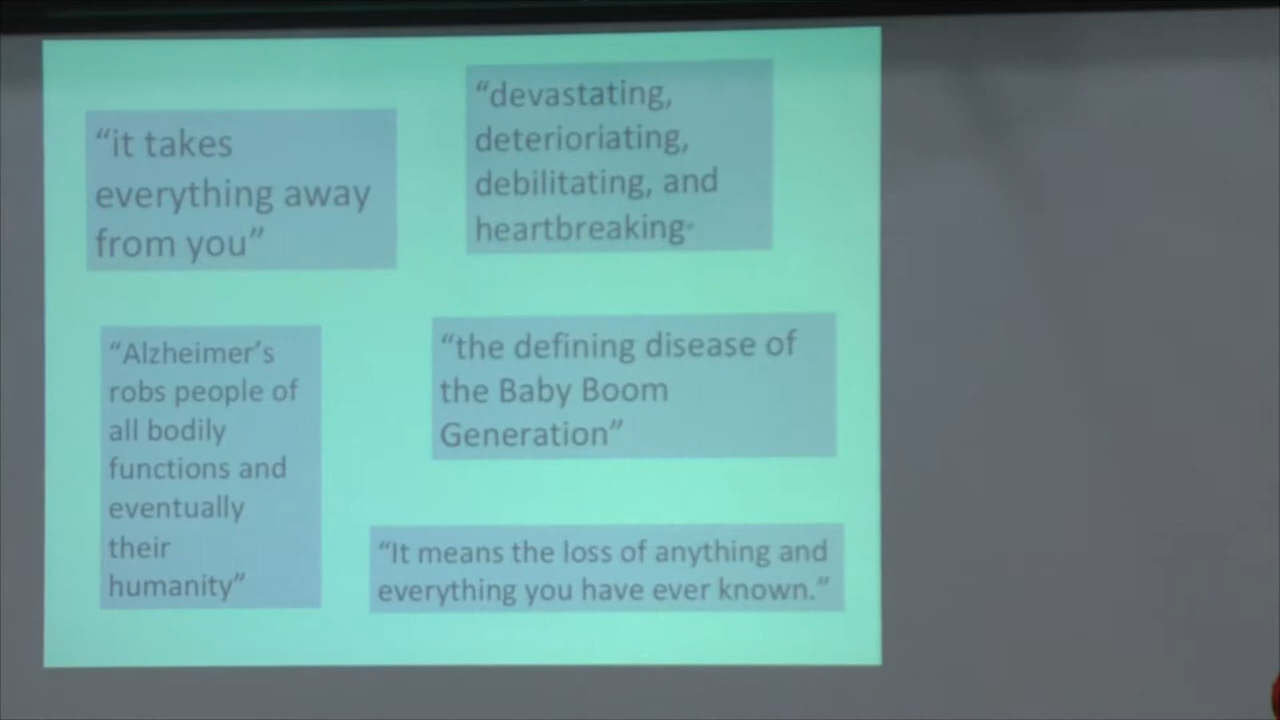 “it takes
everything away
from you”
“devastating,
deterioriating,
debilitating, and
heartbreaking”
“Alzheimer’s
robs people of
all bodily
functions and
eventually
their
humanity”
“the defining disease of
the Baby Boom
Generation”
“It means the loss of anything and
everything you have ever known.”